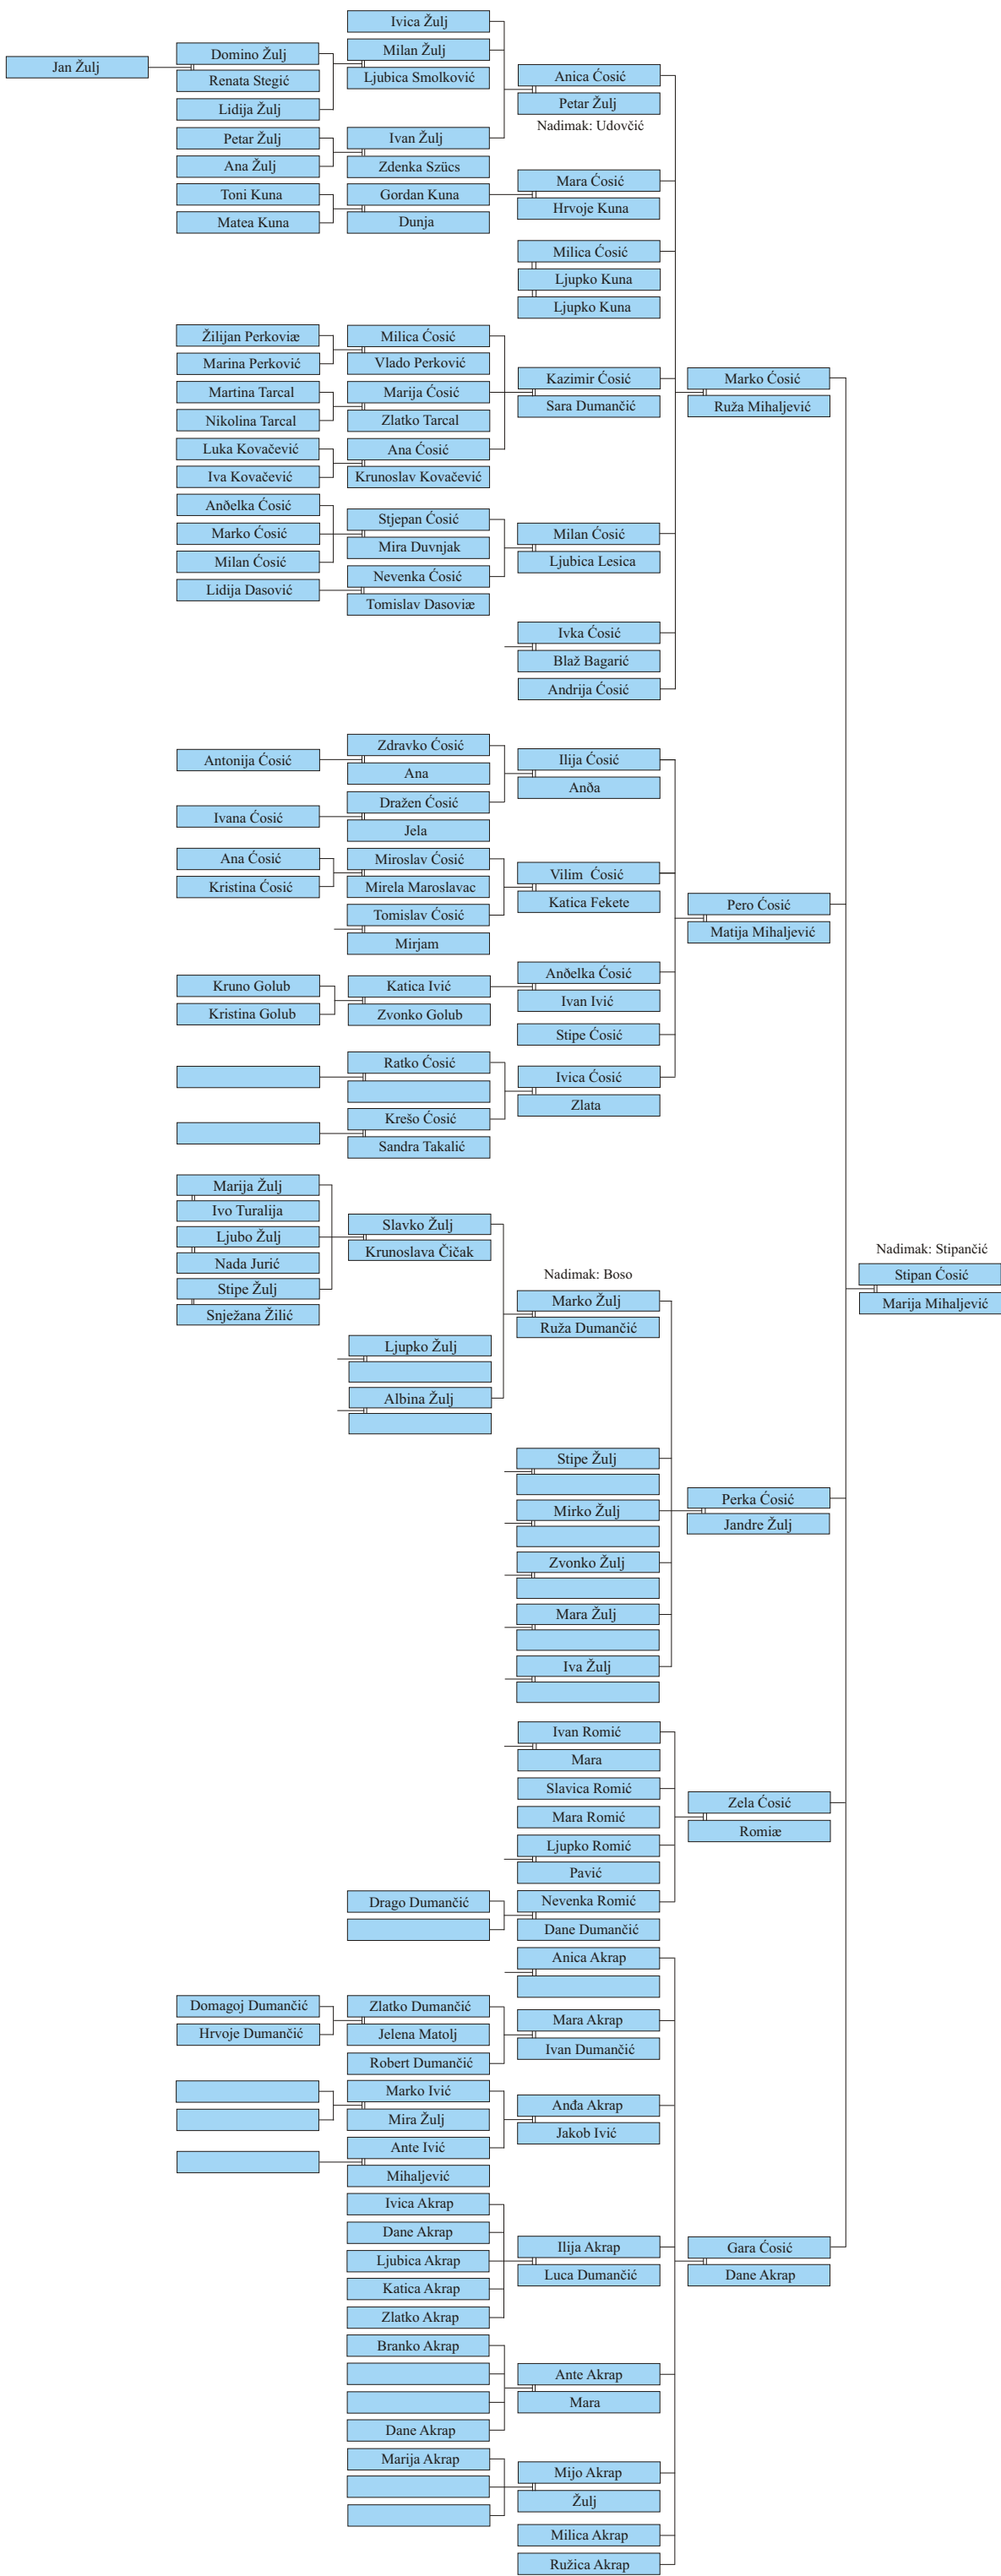 Ivica Žulj
Milan Žulj
Ljubica Smolković
Domino Žulj
Renata Stegić
Lidija Žulj
Jan Žulj
Anica Ćosić
Petar Žulj
Nadimak: Udovčić
Petar Žulj
Ana Žulj
Ivan Žulj
Zdenka Szücs
Toni Kuna
Matea Kuna
Gordan Kuna
Dunja
Mara Ćosić
Hrvoje Kuna
Milica Ćosić
Ljupko Kuna
Ljupko Kuna
Žilijan Perkoviæ
Marina Perković
Milica Ćosić
Vlado Perković
Martina Tarcal
Nikolina Tarcal
Marija Ćosić
Zlatko Tarcal
Kazimir Ćosić
Sara Dumančić
Marko Ćosić
Ruža Mihaljević
Luka Kovačević
Iva Kovačević
Ana Ćosić
Krunoslav Kovačević
Anðelka Ćosić
Marko Ćosić
Milan Ćosić
Stjepan Ćosić
Mira Duvnjak
Milan Ćosić
Ljubica Lesica
Lidija Dasović
Nevenka Ćosić
Tomislav Dasoviæ
Ivka Ćosić
Blaž Bagarić
Andrija Ćosić
Antonija Ćosić
Zdravko Ćosić
Ana
Ilija Ćosić
Anða
Ivana Ćosić
Dražen Ćosić
Jela
Ana Ćosić
Kristina Ćosić
Miroslav Ćosić
Mirela Maroslavac
Vilim Ćosić
Katica Fekete
Tomislav Ćosić
Mirjam
Pero Ćosić
Matija Mihaljević
Kruno Golub
Kristina Golub
Katica Ivić
Zvonko Golub
Anðelka Ćosić
Ivan Ivić
Stipe Ćosić
Ratko Ćosić
Ivica Ćosić
Zlata
Krešo Ćosić
Sandra Takalić
Marija Žulj
Ivo Turalija
Ljubo Žulj
Nada Jurić
Stipe Žulj
Snježana Žilić
Slavko Žulj
Krunoslava Čičak
Nadimak: Boso
Marko Žulj
Ruža Dumančić
Nadimak: Stipančić
Stipan Ćosić
Marija Mihaljević
Ljupko Žulj
Albina Žulj
Stipe Žulj
Mirko Žulj
Zvonko Žulj
Mara Žulj
Iva Žulj
Perka Ćosić
Jandre Žulj
Ivan Romić
Mara
Slavica Romić
Mara Romić
Ljupko Romić
Pavić
Zela Ćosić
Romiæ
Drago Dumančić
Nevenka Romić
Dane Dumančić
Anica Akrap
Domagoj Dumančić
Hrvoje Dumančić
Zlatko Dumančić
Jelena Matolj
Robert Dumančić
Mara Akrap
Ivan Dumančić
Marko Ivić
Mira Žulj
Anđa Akrap
Jakob Ivić
Ante Ivić
Mihaljević
Ivica Akrap
Dane Akrap
Ljubica Akrap
Katica Akrap
Zlatko Akrap
Ilija Akrap
Luca Dumančić
Gara Ćosić
Dane Akrap
Branko Akrap
Dane Akrap
Ante Akrap
Mara
Marija Akrap
Mijo Akrap
Žulj
Milica Akrap
Ružica Akrap